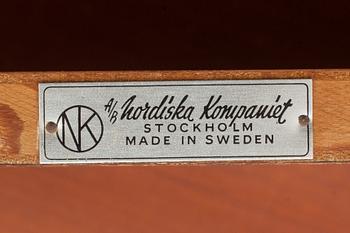 NK
A/B Nordiska Kompaniet
STOCKHOLM
MADE IN SWEDEN